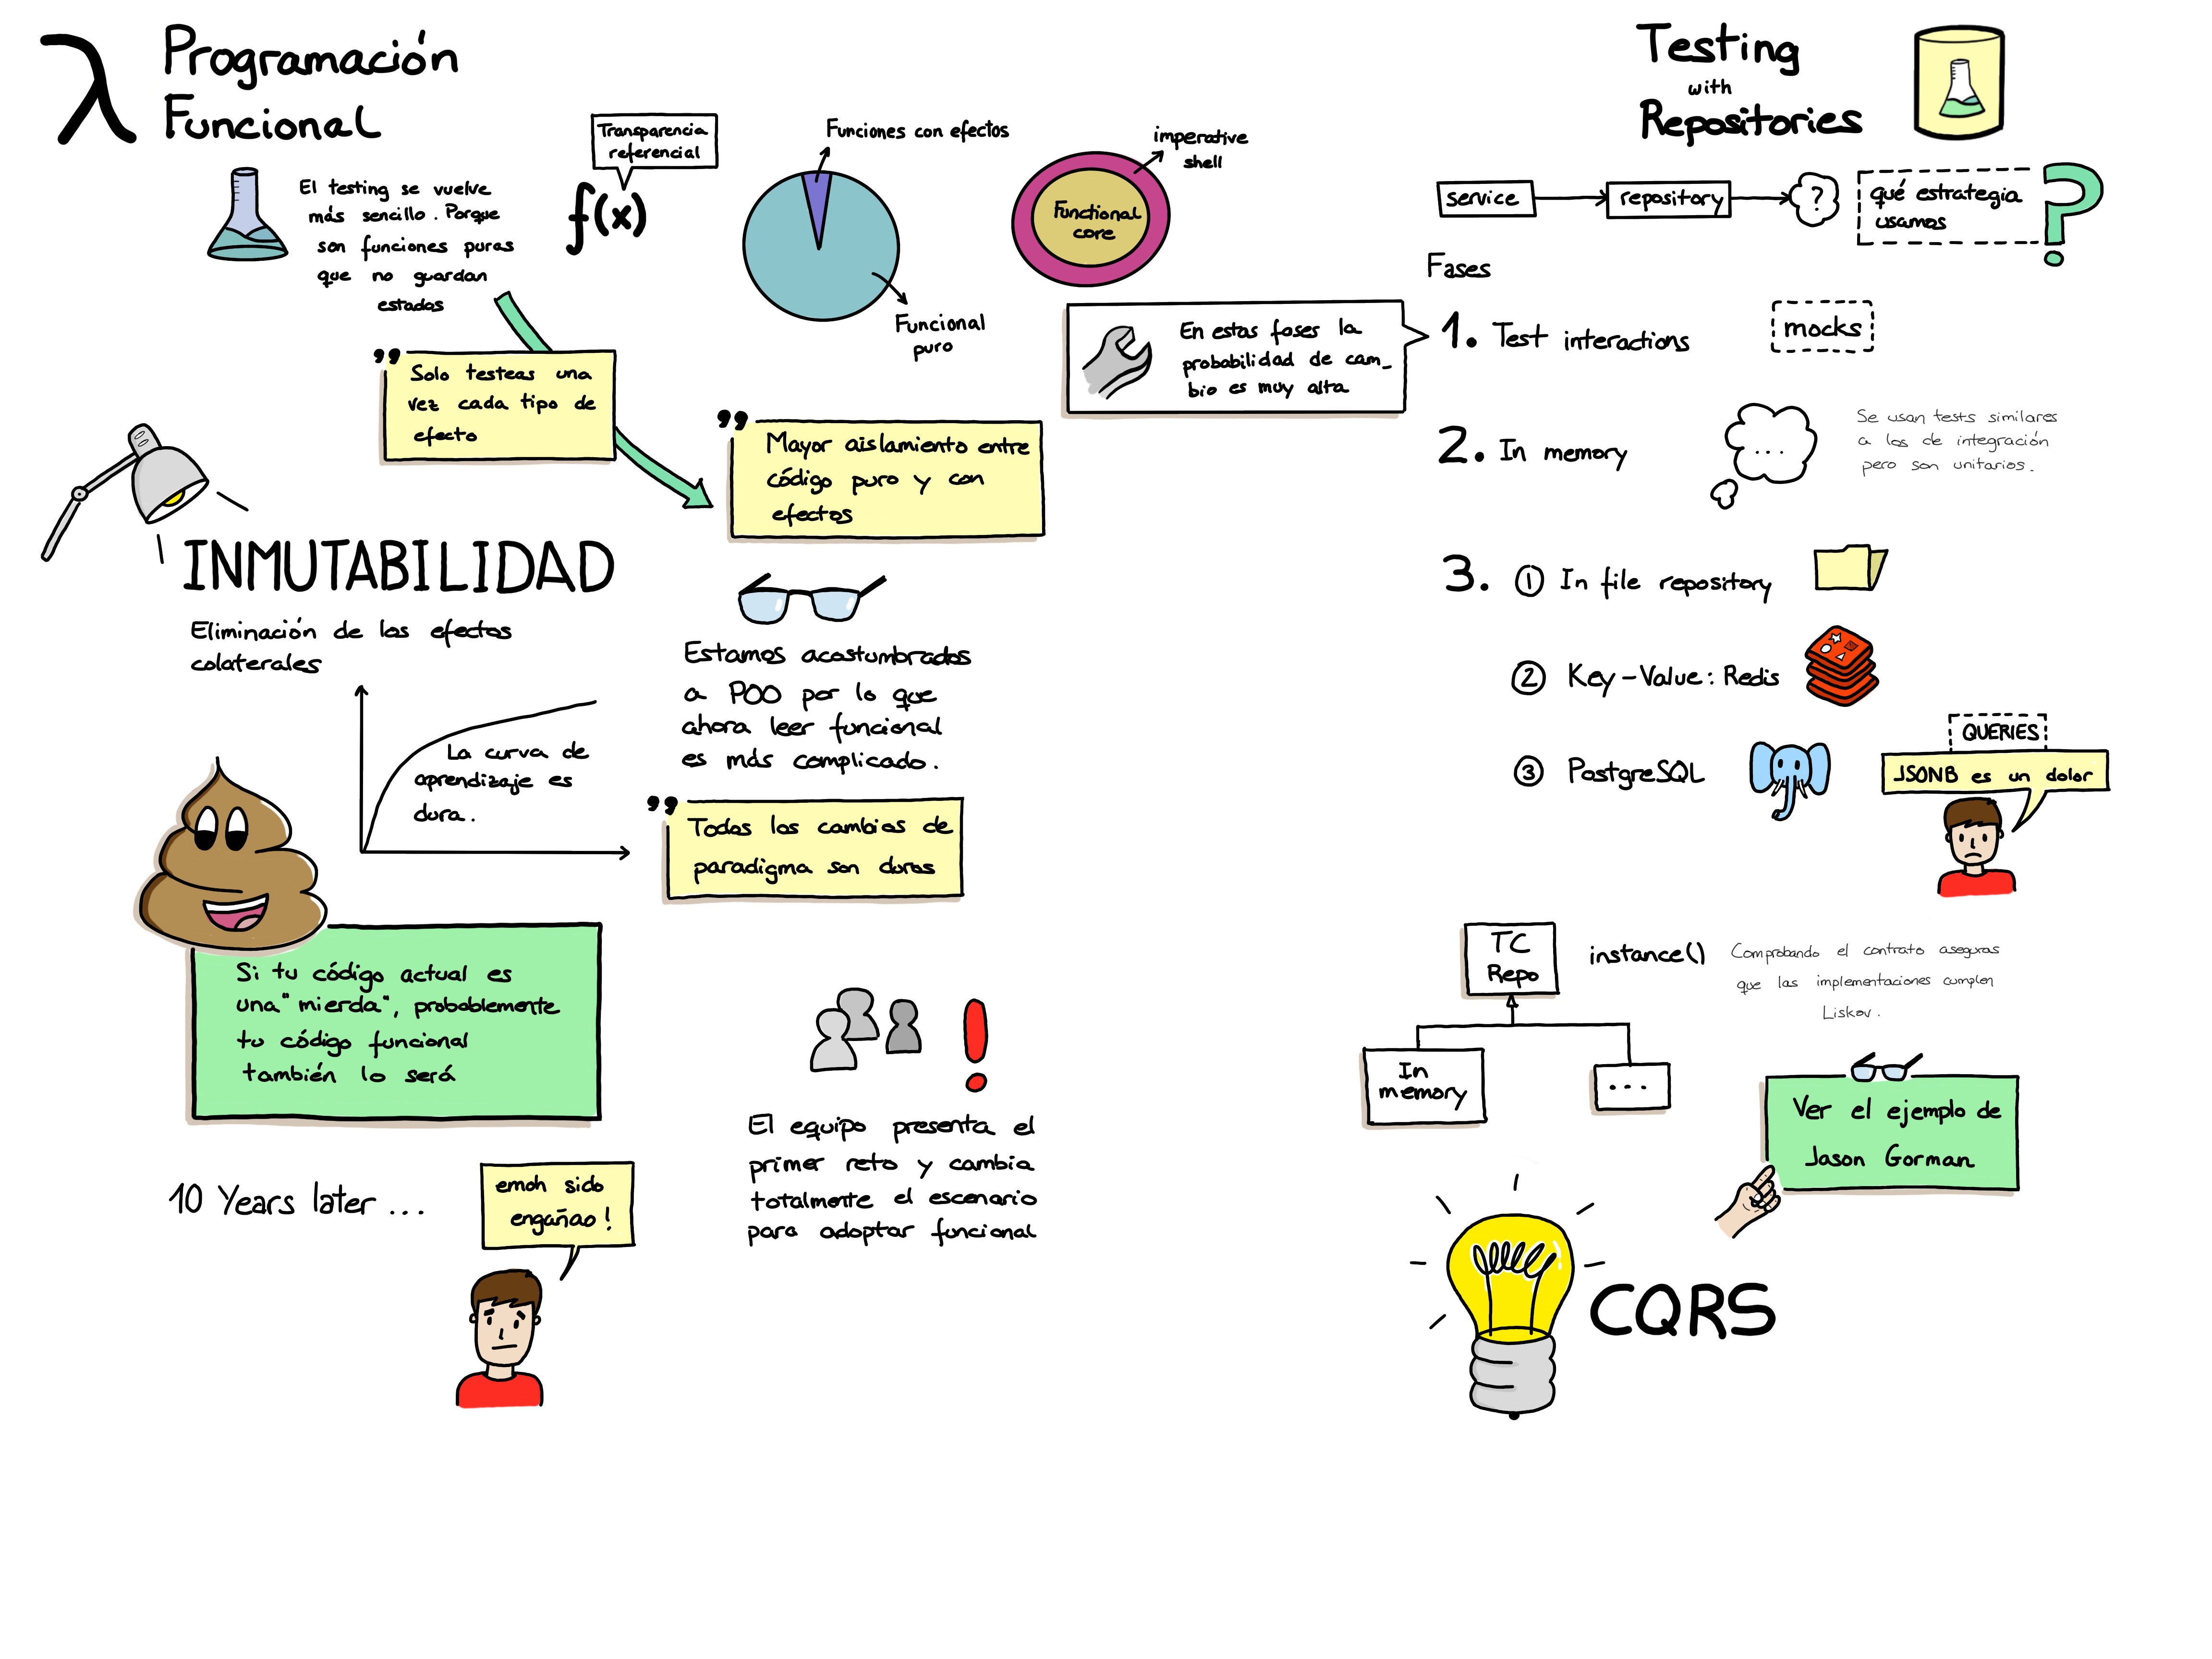 λ
Programación
Funcional
El testing se vuelve
más sencillo. Porque
son funciones puras
que no guardan
estados
Transparencia
referencial
f(x)
Funciones con efectos
Funcional
puro
imperative
shell
Functional
core
" Solo testeas una
vez cada tipo de
efecto
" Mayor aislamiento entre
código puro y con
efectos
INMUTABILIDAD
Eliminación de los efectos
colaterales
La curva de
aprendizaje es
dura.
Estamos acostumbrados
a POO por lo que
ahora leer funcional
es más complicado.
" Todos los cambios de
paradigma son duros
Si tu código actual es
una "mierda", probablemente
tu código funcional
también lo será
El equipo presenta el
primer reto y cambia
totalmente el escenario
para adoptar funcional
10 Years later ...
emoh sido
engañao!
Testing
with
Repositories
service
repository
?
qué estrategia
usamos
?
Fases
En estas fases la
probabilidad de cam_
bio es muy alta
1. Test interactions
mocks
2. In memory
...
Se usan tests similares
a los de integración
pero son unitarios.
3. ① In file repository
② Key-Value: Redis
③ PostgreSQL
QUERIES
JSONB es un dolor
TC
Repo
instance()
Comprobando el contrato aseguras
que las implementaciones cumplen
Liskov.
In
memory
...
Ver el ejemplo de
Jason Gorman
CQRS